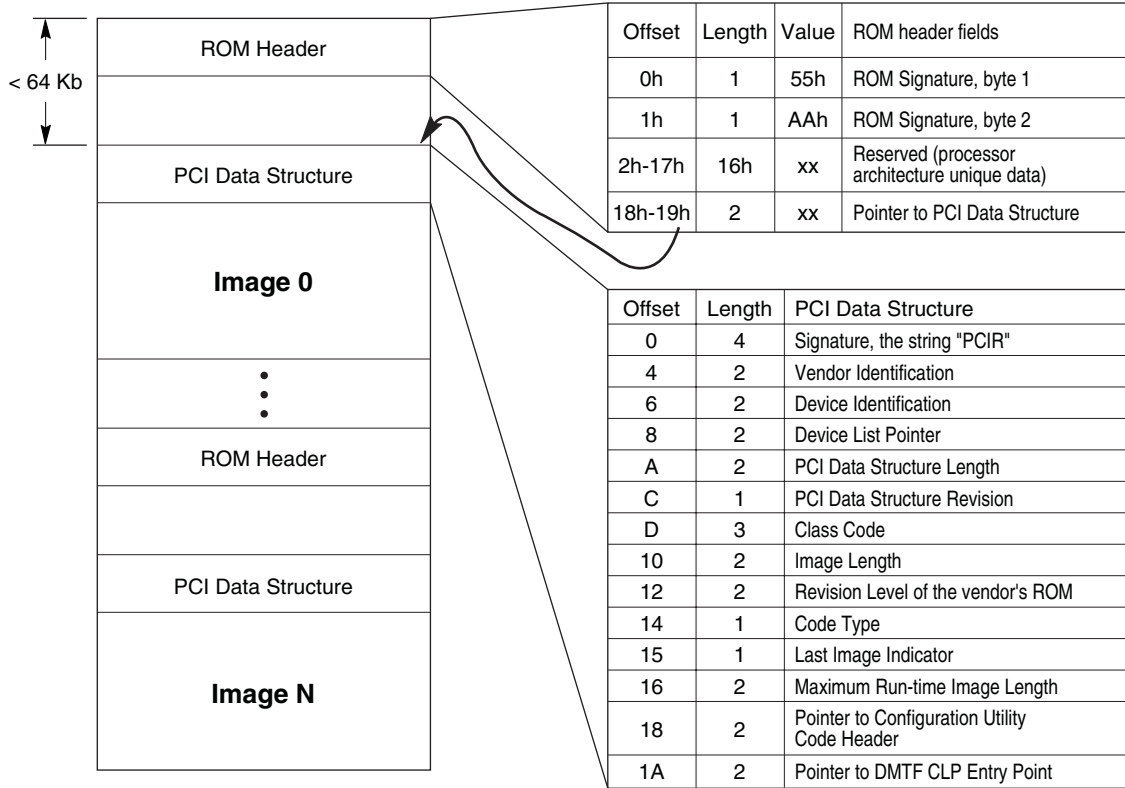 < 64 Kb
ROM Header
PCI Data Structure
Image 0
ROM Header
PCI Data Structure
Image N
Offset Length Value ROM header fields
0h 1 55h ROM Signature, byte 1
1h 1 AAh ROM Signature, byte 2
2h-17h 16h xx Reserved (processor
architecture unique data)
18h-19h 2 xx Pointer to PCI Data Structure
Offset Length PCI Data Structure
0 4 Signature, the string "PCIR"
4 2 Vendor Identification
6 2 Device Identification
8 2 Device List Pointer
A 2 PCI Data Structure Length
C 1 PCI Data Structure Revision
D 3 Class Code
10 2 Image Length
12 2 Revision Level of the vendor's ROM
14 1 Code Type
15 1 Last Image Indicator
16 2 Maximum Run-time Image Length
18 2 Pointer to Configuration Utility
Code Header
1A 2 Pointer to DMTF CLP Entry Point